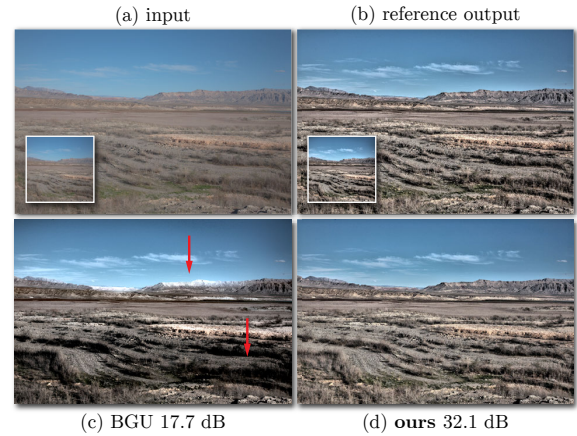 (a) input
(b) reference output
(c) BGU 17.7 dB
(d) ours 32.1 dB